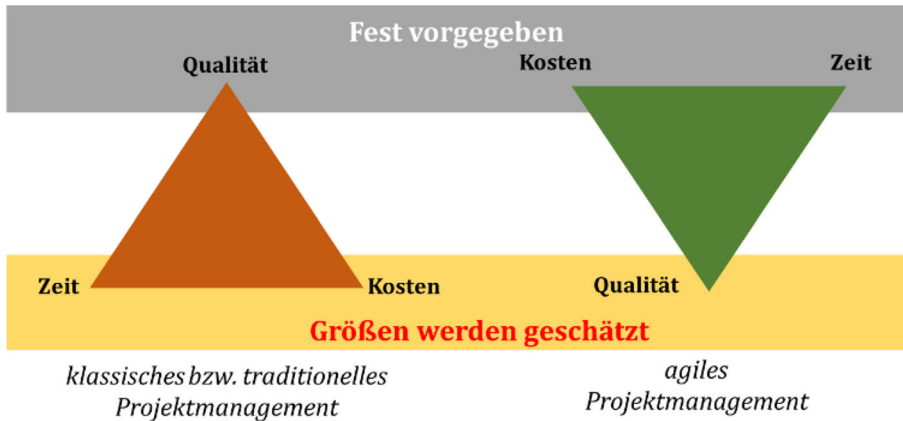 Fest vorgegeben
Qualität
Kosten
Zeit
Zeit
Kosten
Qualität
Größen werden geschätzt
klassisches bzw. traditionelles
Projektmanagement
agiles
Projektmanagement